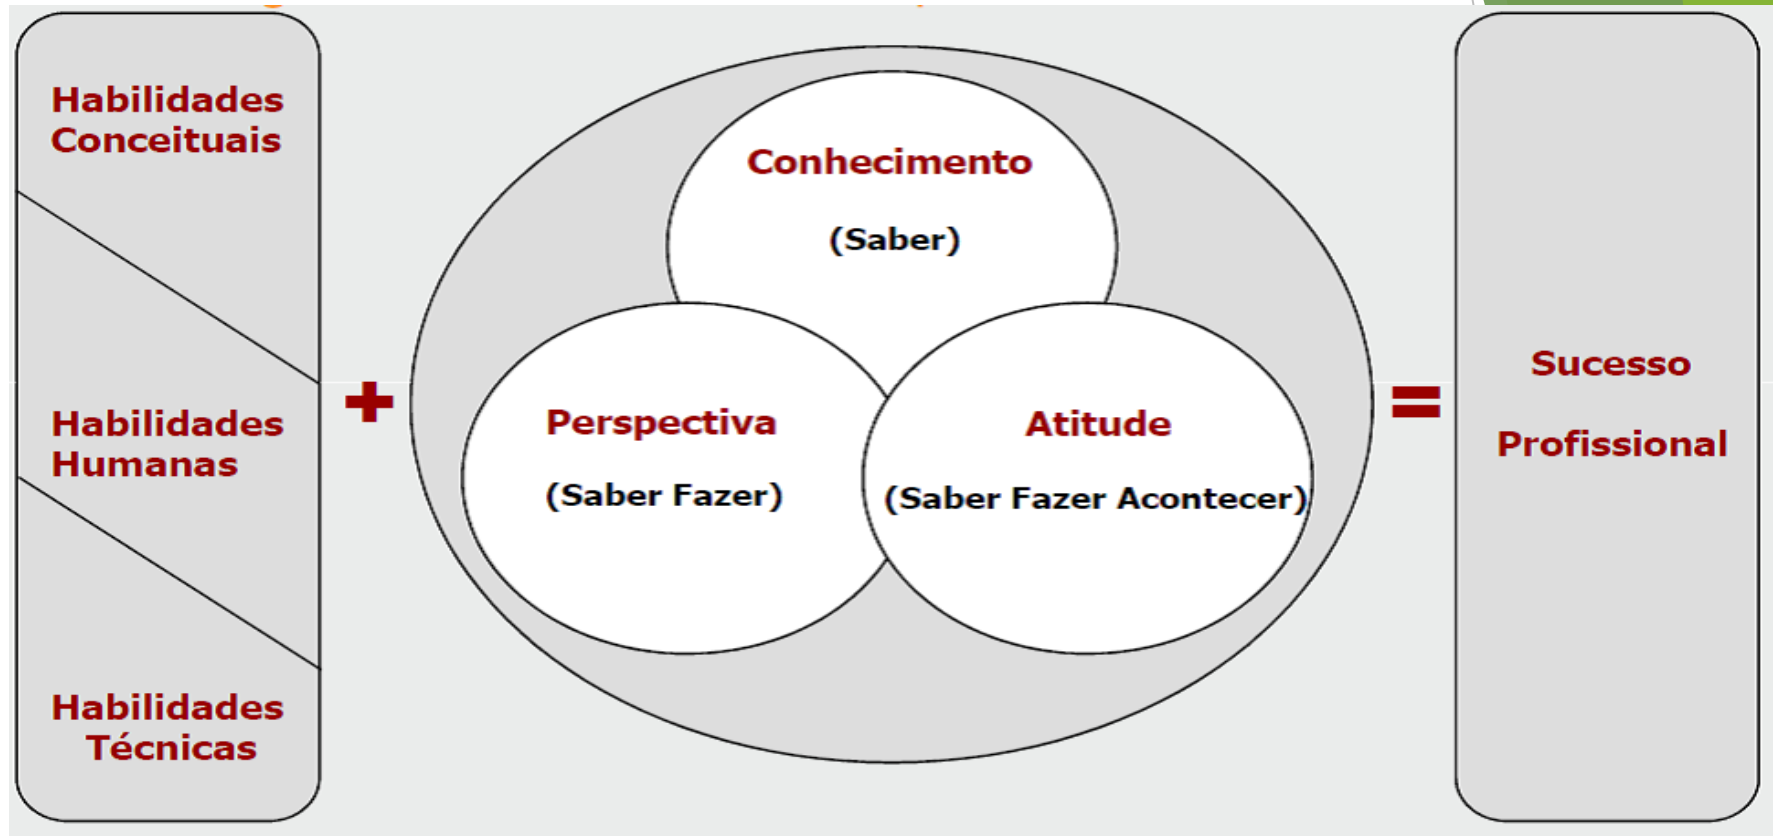 Habilidades
Conceituais
Habilidades
Humanas
Habilidades
Técnicas
+
Conhecimento
(Saber)
Perspectiva
(Saber Fazer)
Atitude
(Saber Fazer Acontecer)
=
Sucesso
Profissional